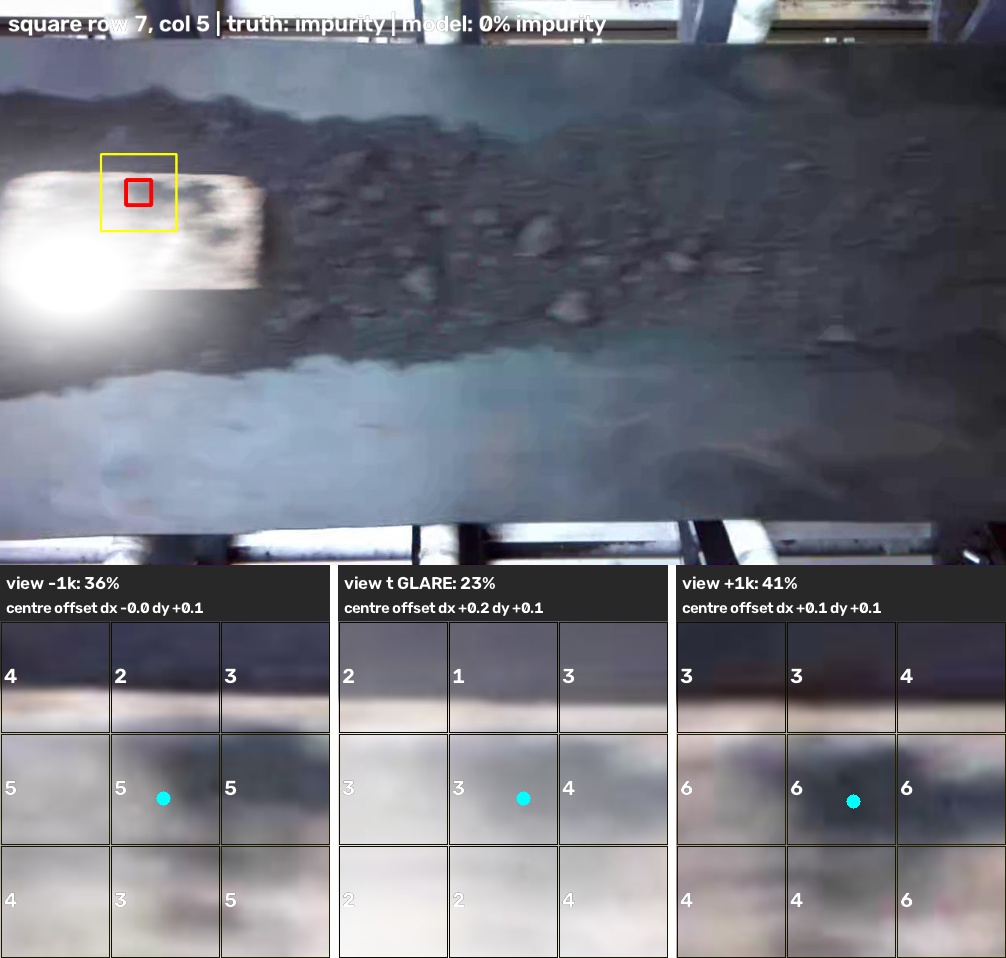 square row 7, col 5 | truth: impurity | model: 0% impurity
view -1k: 36%
centre offset dx -0.0 dy +0.1
view t GLARE: 23%
centre offset dx +0.2 dy +0.1
view +1k: 41%
centre offset dx +0.1 dy +0.1
4 2 3
2 1 3
3 3 4
5 5 5
3 3 4
6 6 6
4 3 5
2 2 4
4 4 6